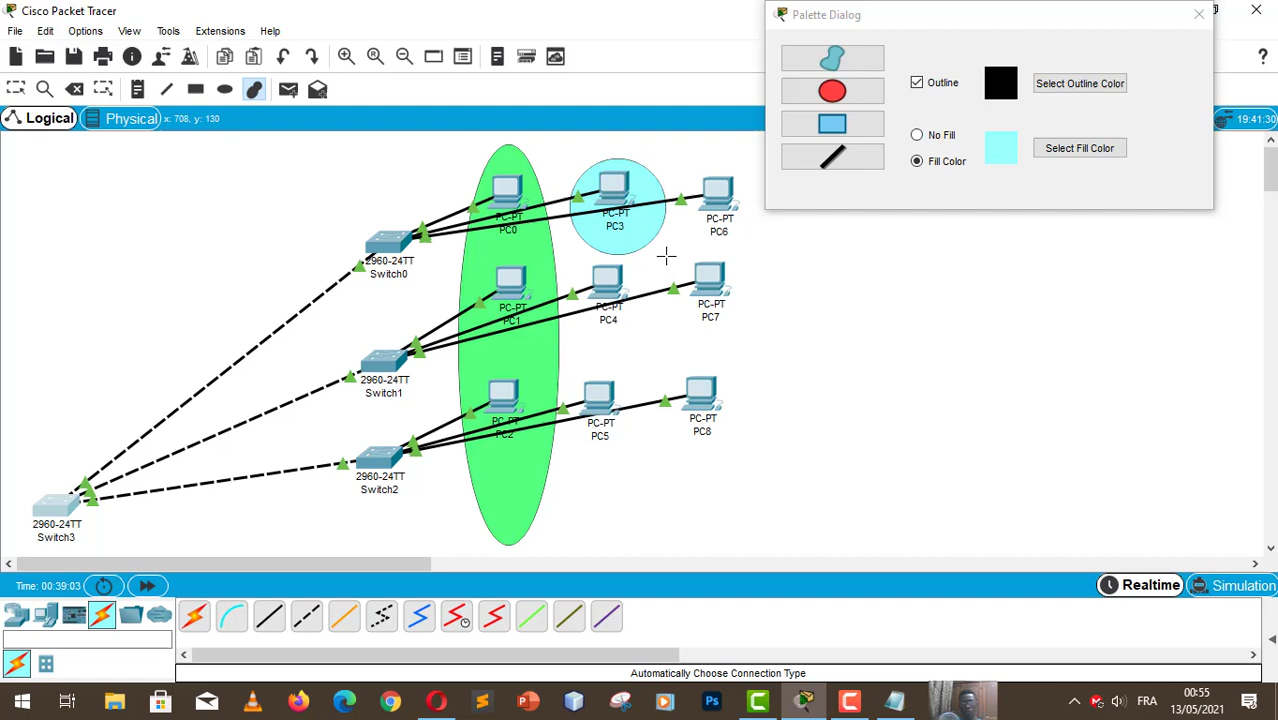 Cisco Packet Tracer
Palette Dialog
File Edit Options View Tools Extensions Help
Outline
Select Outline Color
No Fill
Fill Color
Select Fill Color
Logical
Physical
x: 708, y: 130
19:41:30
PC-PT
PC0
PC-PT
PC3
PC-PT
PC6
2960-24TT
Switch0
PC-PT
PC1
PC-PT
PC4
PC-PT
PC7
2960-24TT
Switch1
PC-PT
PC2
PC-PT
PC5
PC-PT
PC8
2960-24TT
Switch2
2960-24TT
Switch3
Time: 00:39:03
Realtime
Simulation
Automatically Choose Connection Type
Ps
FRA
00:55
13/05/2021